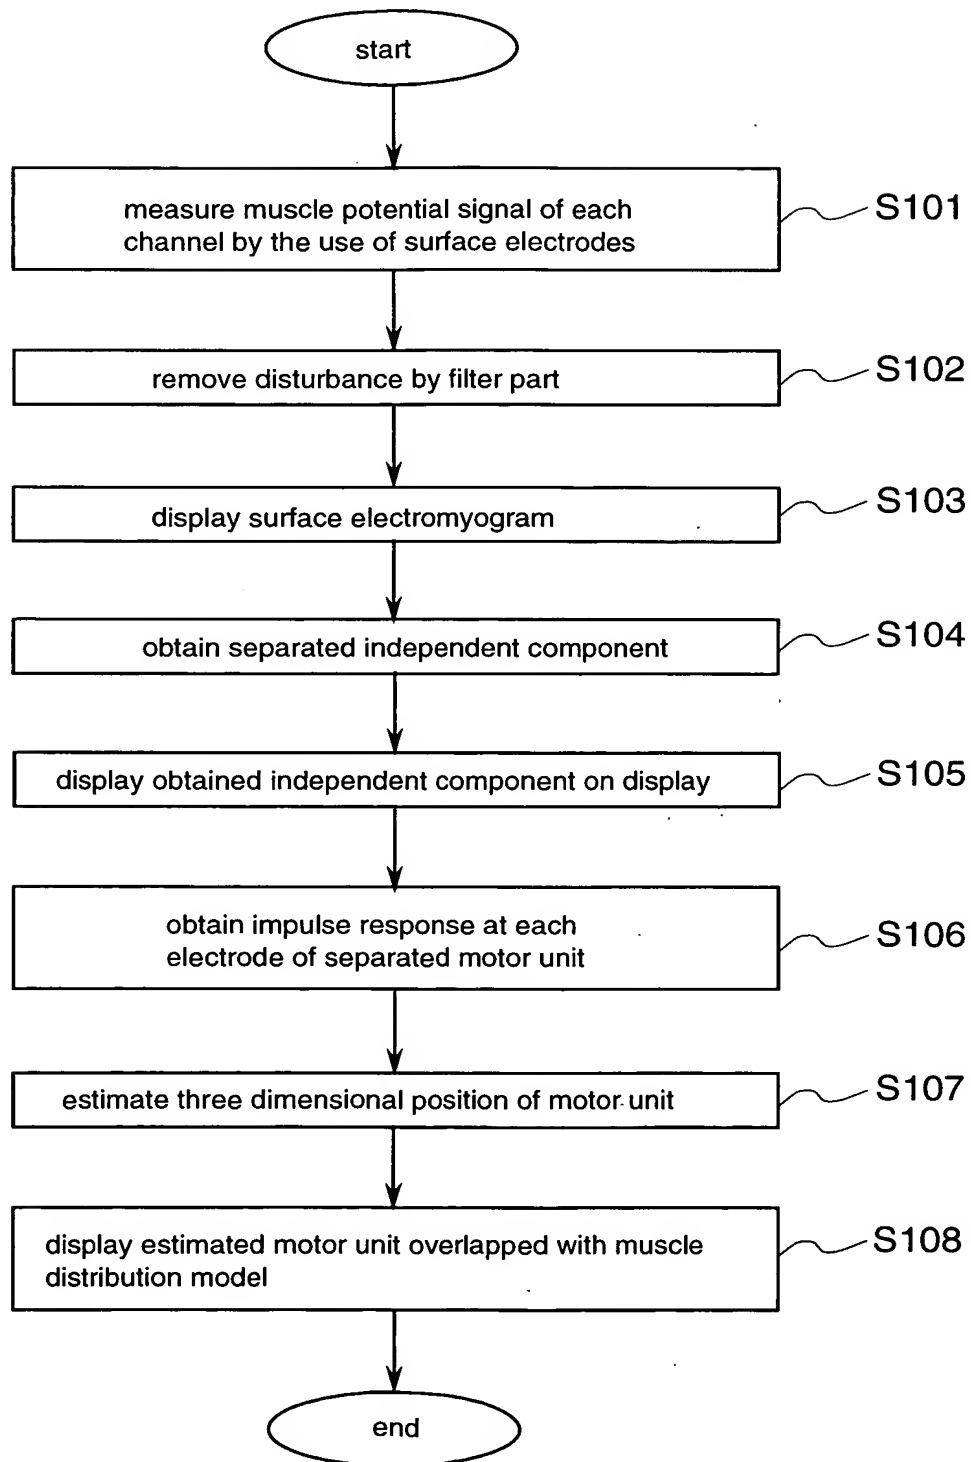 start
measure muscle potential signal of each
channel by the use of surface electrodes
S101
remove disturbance by filter part
S102
display surface electromyogram
S103
obtain separated independent component
S104
display obtained independent component on display
S105
obtain impulse response at each
electrode of separated motor unit
S106
estimate three dimensional position of motor unit
S107
display estimated motor unit overlapped with muscle
distribution model
S108
end